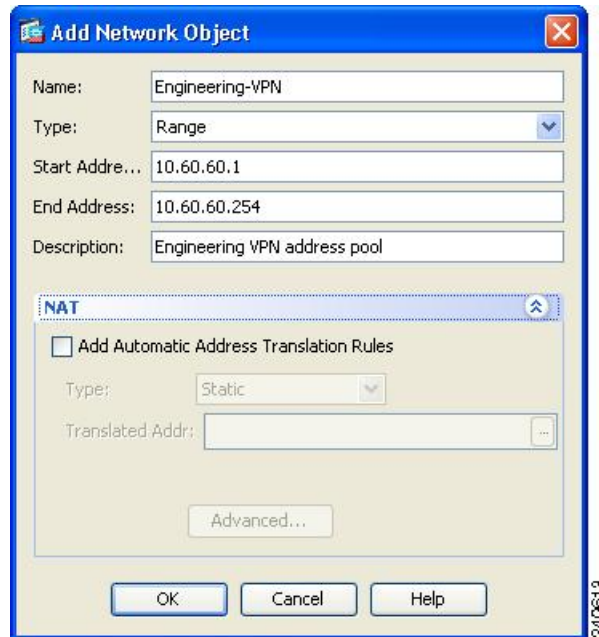 Add Network Object
Name: Engineering-VPN
Type: Range
Start Addre... 10.60.60.1
End Address: 10.60.60.254
Description: Engineering VPN address pool
NAT
Add Automatic Address Translation Rules
Type: Static
Translated Addr:
...
Advanced...
OK Cancel Help